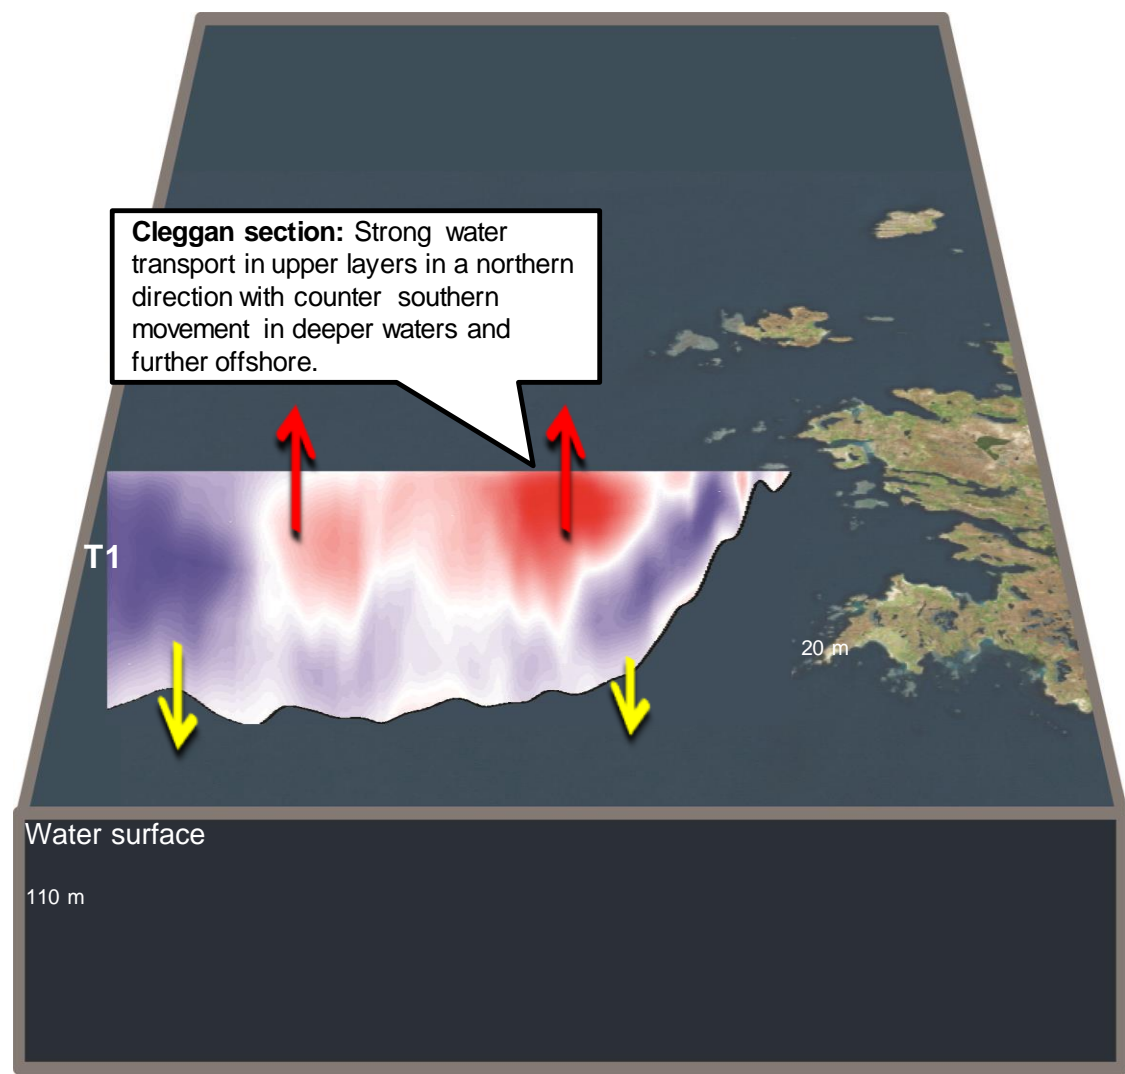 Cleggan section: Strong water
transport in upper layers in a northern
direction with counter southern
movement in deeper waters and
further offshore.
T1
20 m
Water surface
110 m